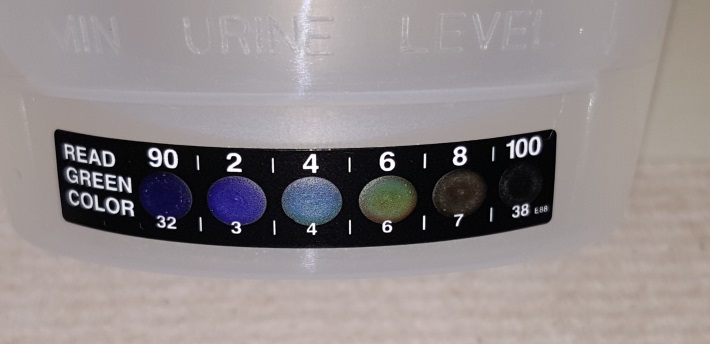 MIN URINE LEVEL
READ
GREEN
COLOR
90 | 2 | 4 | 6 | 8 | 100
32 | 3 | 4 | 6 | 7 | 38